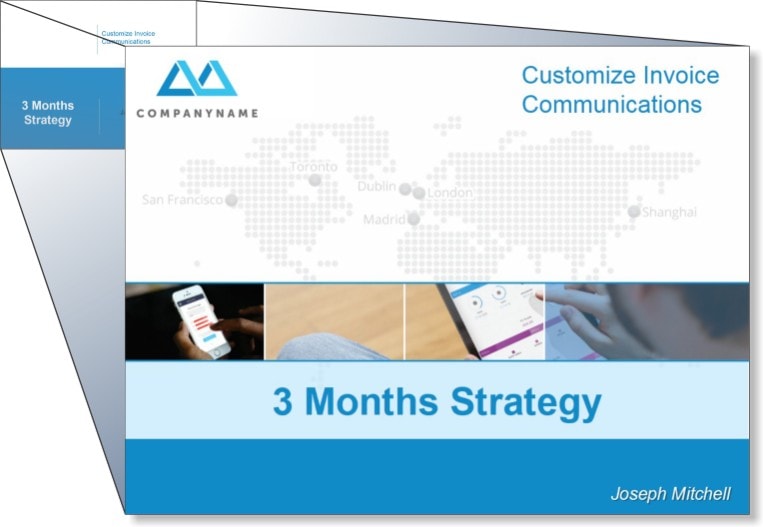 Customize Invoice
Communications
3 Months
Strategy
COMPANYNAME
Customize Invoice
Communications
Toronto
San Francisco
Dublin
London
Madrid
Shanghai
3 Months Strategy
Joseph Mitchell